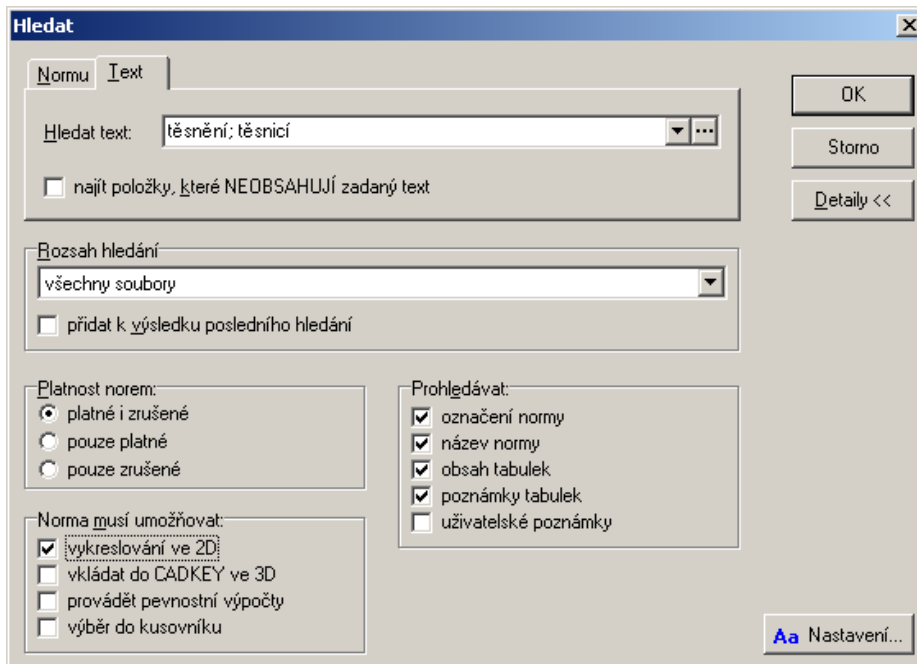 Hledat
Normu Text
OK
Hledat text: těsnění; těsnicí
Storno
najít položky, které NEOBSAHUJÍ zadaný text
Detaily <<
Rozsah hledání
všechny soubory
přidat k výsledku posledního hledání
Platnost norem:
platné i zrušené
pouze platné
pouze zrušené
Prohledávat:
označení normy
název normy
obsah tabulek
poznámky tabulek
uživatelské poznámky
Norma musí umožňovat:
vykreslování ve 2D
vkládat do CADKEY ve 3D
provádět pevnostní výpočty
výběr do kusovníku
Aa Nastavení...